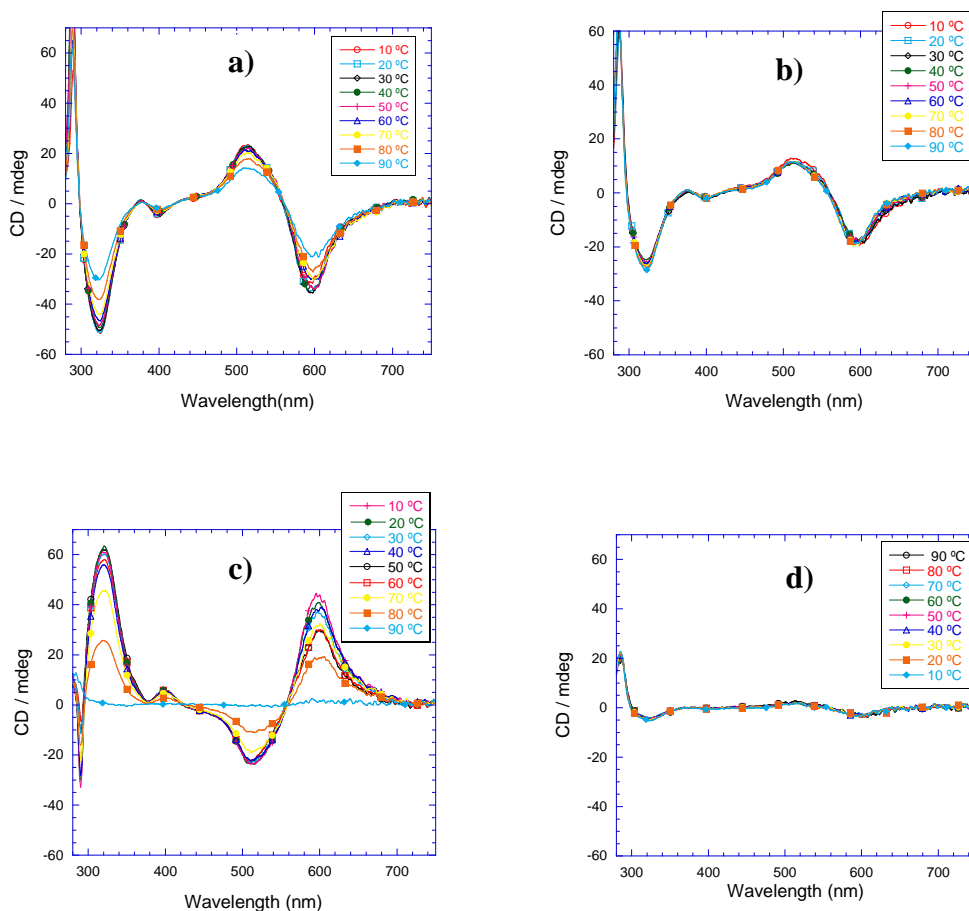 a)
10 ºC
20 ºC
30 ºC
40 ºC
50 ºC
60 ºC
70 ºC
80 ºC
90 ºC
60
40
20
0
-20
-40
-60
CD / mdeg
300 400 500 600 700
Wavelength(nm)
b)
10 ºC
20 ºC
30 ºC
40 ºC
50 ºC
60 ºC
70 ºC
80 ºC
90 ºC
60
40
20
0
-20
-40
-60
CD / mdeg
300 400 500 600 700
Wavelength (nm)
c)
10 ºC
20 ºC
30 ºC
40 ºC
50 ºC
60 ºC
70 ºC
80 ºC
90 ºC
60
40
20
0
-20
-40
-60
CD / mdeg
300 400 500 600 700
Wavelength (nm)
d)
90 ºC
80 ºC
70 ºC
60 ºC
50 ºC
40 ºC
30 ºC
20 ºC
10 ºC
60
40
20
0
-20
-40
-60
CD / mdeg
300 400 500 600 700
Wavelength (nm)